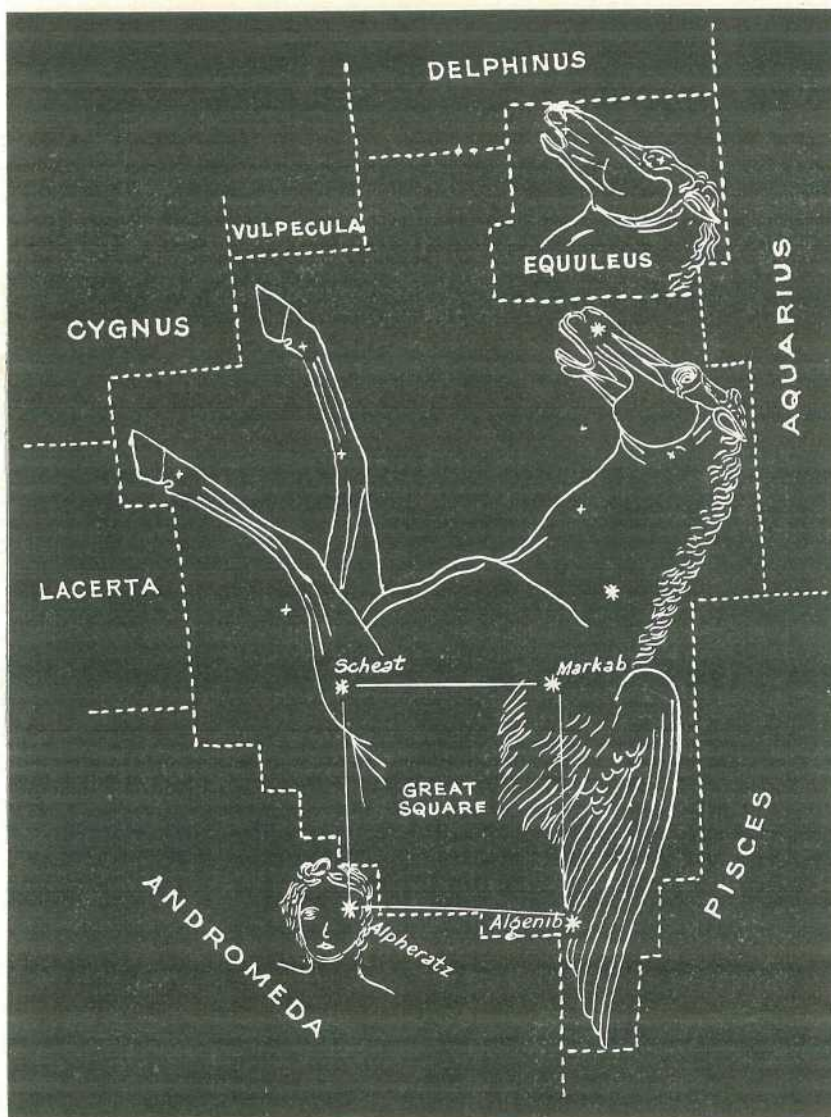 DELPHINUS
VULPECULA
EQUULEUS
AQUARIUS
CYGNUS
LACERTA
Scheat
Markab
GREAT
SQUARE
PISCES
ANDROMEDA
Alpheratz
Algenib